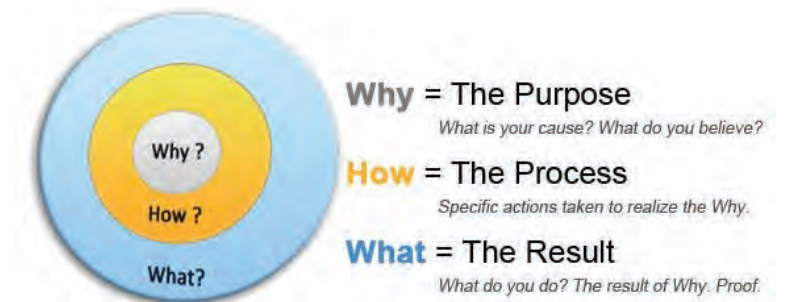 Why ?
How ?
What?
Why = The Purpose
What is your cause? What do you believe?
How = The Process
Specific actions taken to realize the Why.
What = The Result
What do you do? The result of Why. Proof.